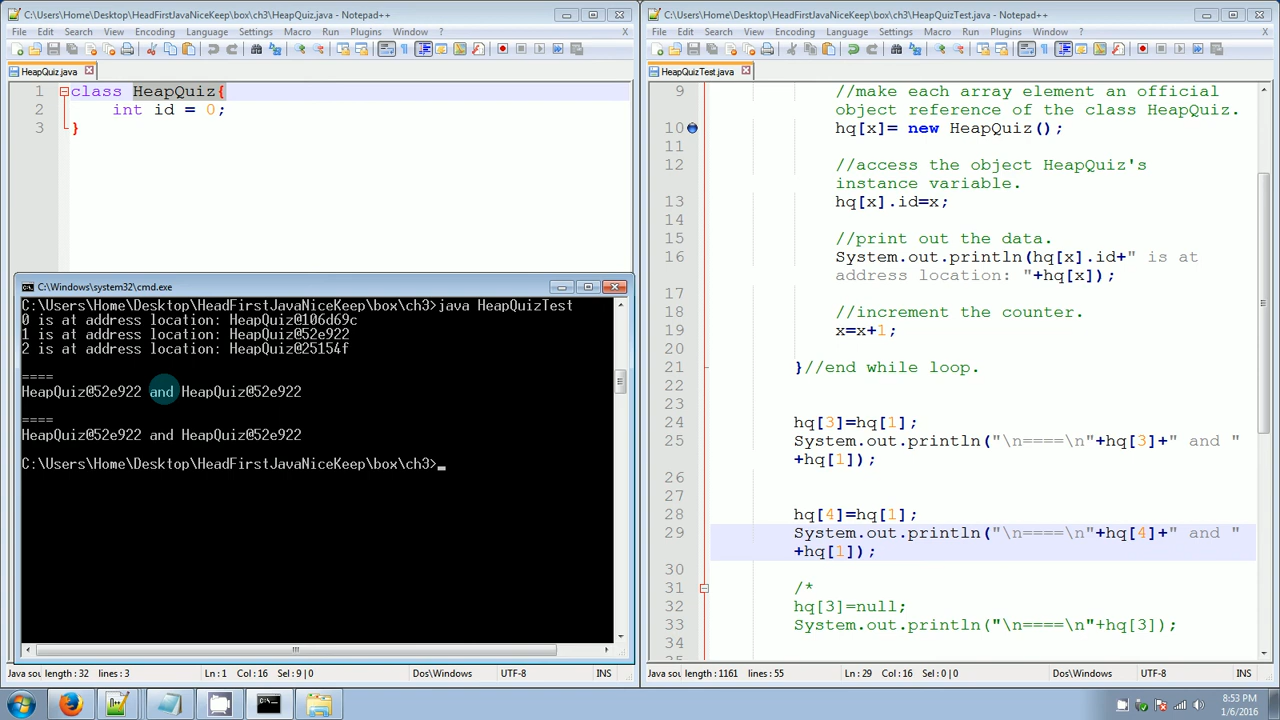 C:\Users\Home\Desktop\HeadFirstJavaNiceKeep\box\ch3\HeapQuiz.java - Notepad++
File Edit Search View Encoding Language Settings Macro Run Plugins Window ? X
HeapQuiz.java
1 class HeapQuiz{
2 int id = 0;
3 }
C:\Windows\system32\cmd.exe
C:\Users\Home\Desktop\HeadFirstJavaNiceKeep\box\ch3>java HeapQuizTest
0 is at address location: HeapQuiz@106d69c
1 is at address location: HeapQuiz@52e922
2 is at address location: HeapQuiz@25154f
====
HeapQuiz@52e922 and HeapQuiz@52e922
====
HeapQuiz@52e922 and HeapQuiz@52e922
C:\Users\Home\Desktop\HeadFirstJavaNiceKeep\box\ch3>_
Java sou length : 32 lines : 3 Ln : 1 Col : 16 Sel : 9 | 0 Dos\Windows UTF-8 INS
C:\Users\Home\Desktop\HeadFirstJavaNiceKeep\box\ch3\HeapQuizTest.java - Notepad++
File Edit Search View Encoding Language Settings Macro Run Plugins Window ? X
HeapQuizTest.java
9 //make each array element an official
object reference of the class HeapQuiz.
10 hq[x]= new HeapQuiz();
11
12 //access the object HeapQuiz's
instance variable.
13 hq[x].id=x;
14
15 //print out the data.
16 System.out.println(hq[x].id+" is at
address location: "+hq[x]);
17
18 //increment the counter.
19 x=x+1;
20
21 }//end while loop.
22
23
24 hq[3]=hq[1];
25 System.out.println("\n====\n"+hq[3]+" and "
+hq[1]);
26
27
28 hq[4]=hq[1];
29 System.out.println("\n====\n"+hq[4]+" and "
+hq[1]);
30
31 /*
32 hq[3]=null;
33 System.out.println("\n====\n"+hq[3]);
34
Java sou length : 1161 lines : 55 Ln : 29 Col : 16 Sel : 0 | 0 Dos\Windows UTF-8 INS
8:53 PM
1/6/2016